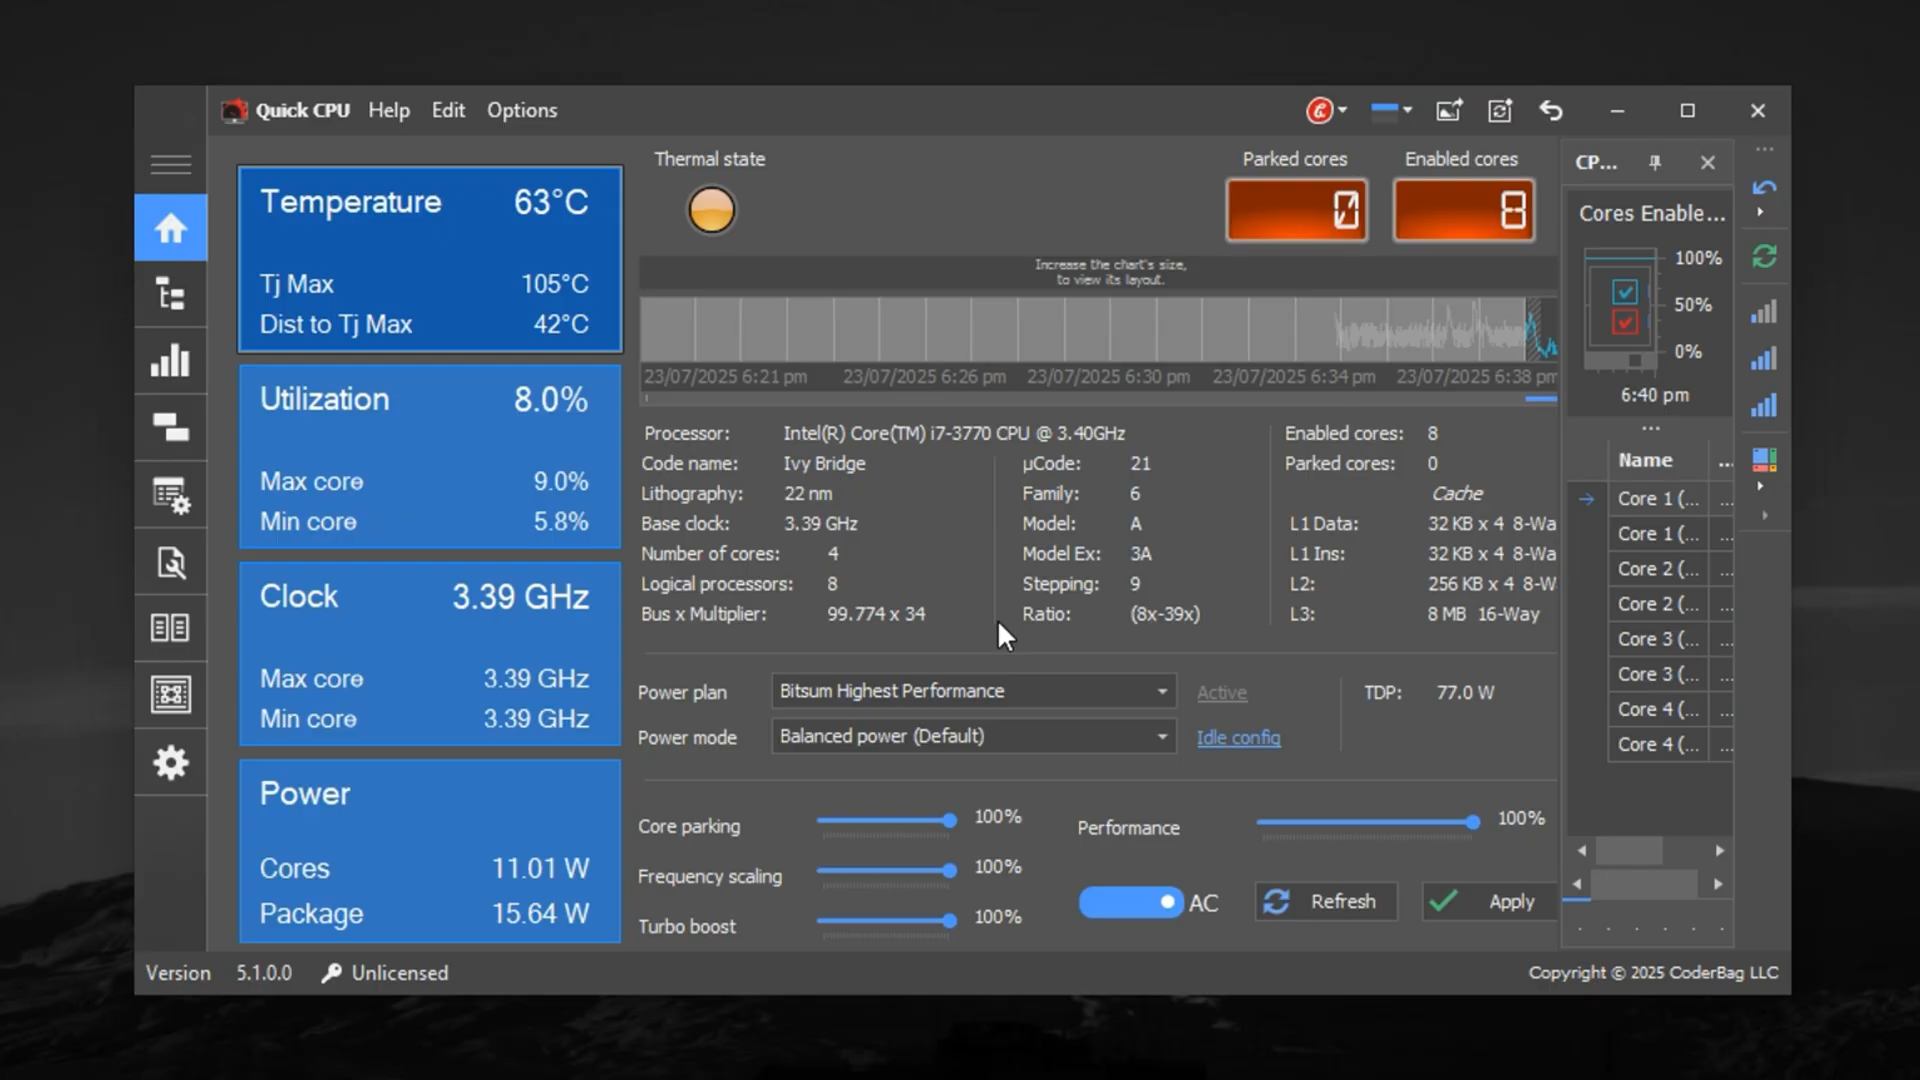 Quick CPU Help Edit Options
Temperature 63°C
Tj Max 105°C
Dist to Tj Max 42°C
Utilization 8.0%
Max core 9.0%
Min core 5.8%
Clock 3.39 GHz
Max core 3.39 GHz
Min core 3.39 GHz
Power
Cores 11.01 W
Package 15.64 W
Thermal state
Parked cores Enabled cores
0 8
Increase the chart's size,
to view its layout.
23/07/2025 6:21 pm 23/07/2025 6:26 pm 23/07/2025 6:30 pm 23/07/2025 6:34 pm 23/07/2025 6:38 pm
Processor: Intel(R) Core(TM) i7-3770 CPU @ 3.40GHz
Code name: Ivy Bridge
Lithography: 22 nm
Base clock: 3.39 GHz
Number of cores: 4
Logical processors: 8
Bus x Multiplier: 99.774 x 34
µCode: 21
Family: 6
Model: A
Model Ex: 3A
Stepping: 9
Ratio: (8x-39x)
Enabled cores: 8
Parked cores: 0
Cache
L1 Data: 32 KB x 4 8-Wa
L1 Ins: 32 KB x 4 8-Wa
L2: 256 KB x 4 8-W
L3: 8 MB 16-Way
Power plan Bitsum Highest Performance Active
Power mode Balanced power (Default) Idle config
TDP: 77.0 W
Core parking 100%
Frequency scaling 100%
Turbo boost 100%
Performance 100%
AC Refresh Apply
CP...
Cores Enable...
100%
50%
0%
6:40 pm
...
Name ...
Core 1 (... ...
Core 1 (... ...
Core 2 (... ...
Core 2 (... ...
Core 3 (... ...
Core 3 (... ...
Core 4 (... ...
Core 4 (... ...
Version 5.1.0.0 Unlicensed
Copyright © 2025 CoderBag LLC